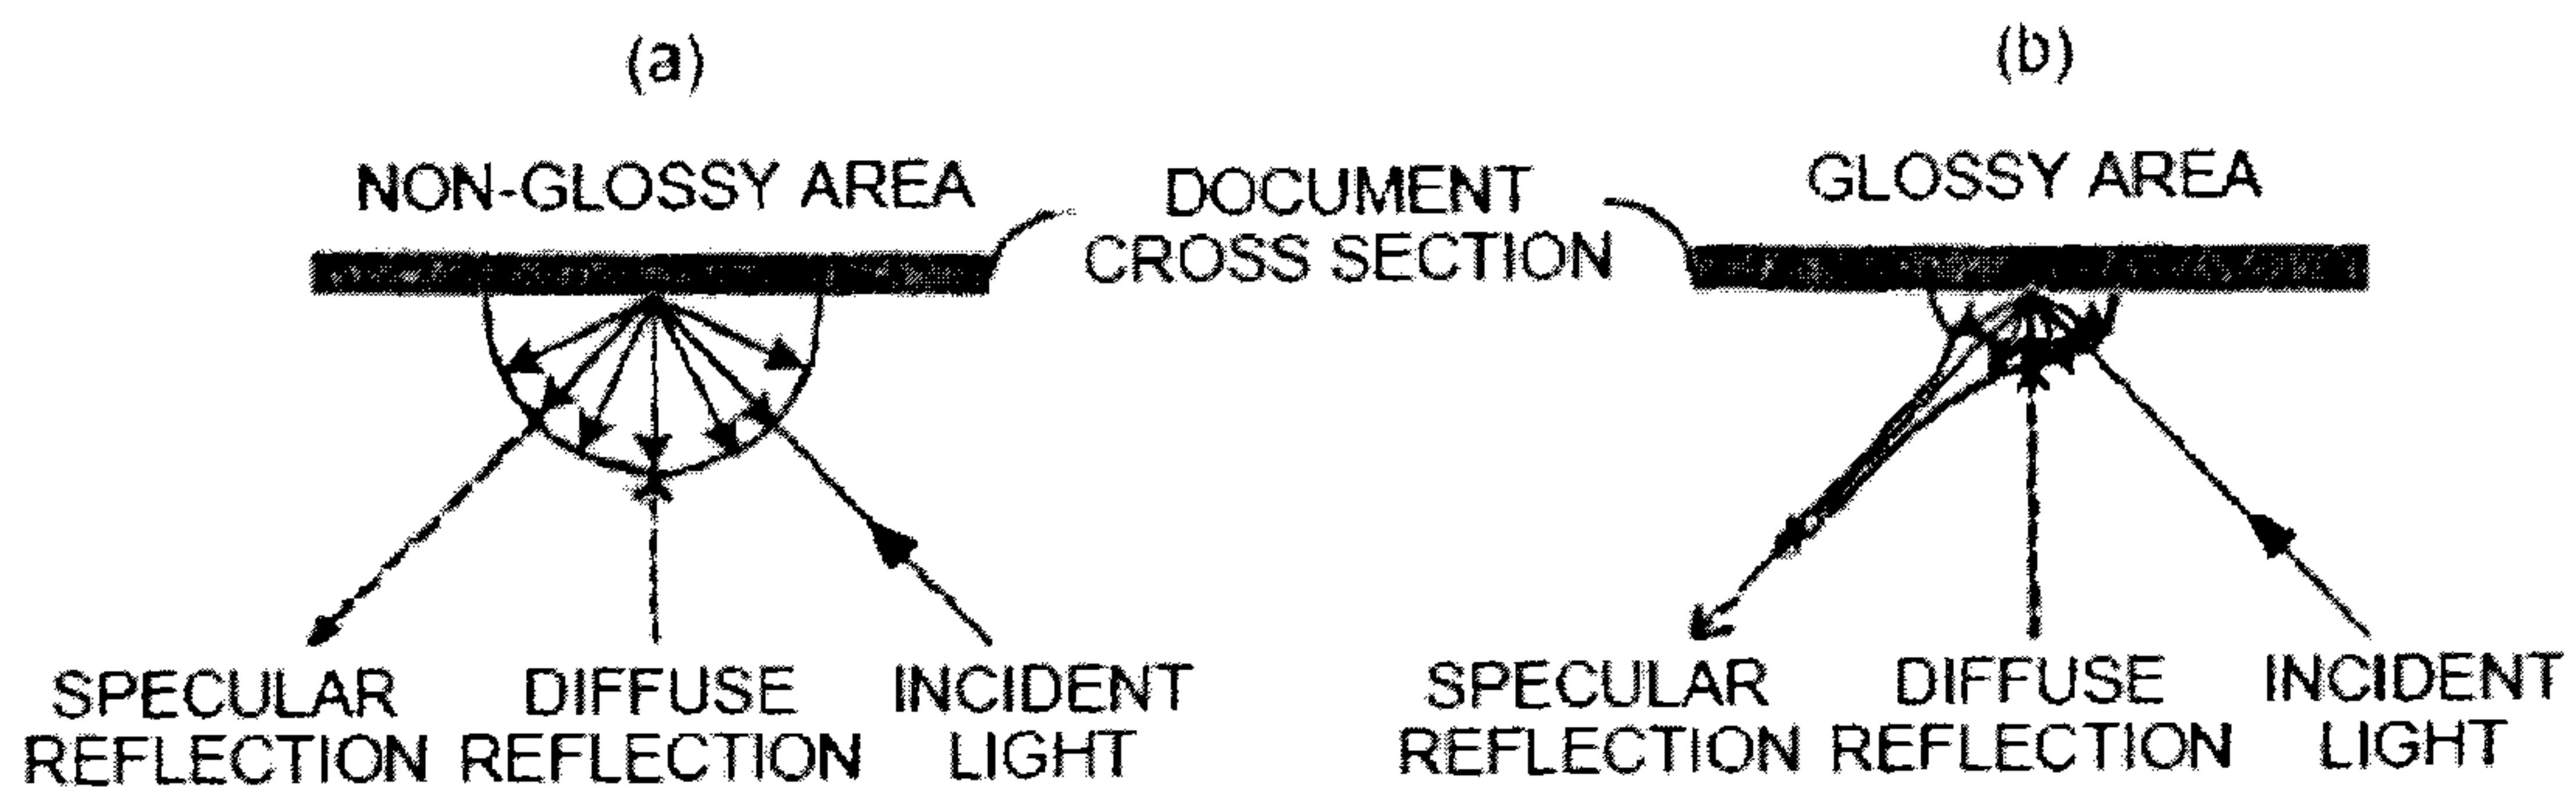 (a)
(b)
NON-GLOSSY AREA
DOCUMENT
CROSS SECTION
GLOSSY AREA
SPECULAR
REFLECTION
DIFFUSE
REFLECTION
INCIDENT
LIGHT
SPECULAR
REFLECTION
DIFFUSE
REFLECTION
INCIDENT
LIGHT